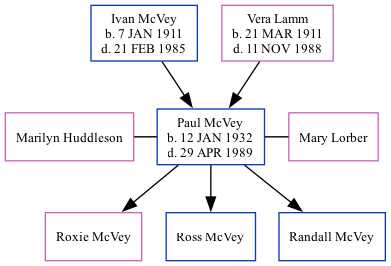 Ivan McVey
b. 7 JAN 1911
d. 21 FEB 1985
Vera Lamm
b. 21 MAR 1911
d. 11 NOV 1988
Marilyn Huddleson
Paul McVey
b. 12 JAN 1932
d. 29 APR 1989
Mary Lorber
Roxie McVey
Ross McVey
Randall McVey